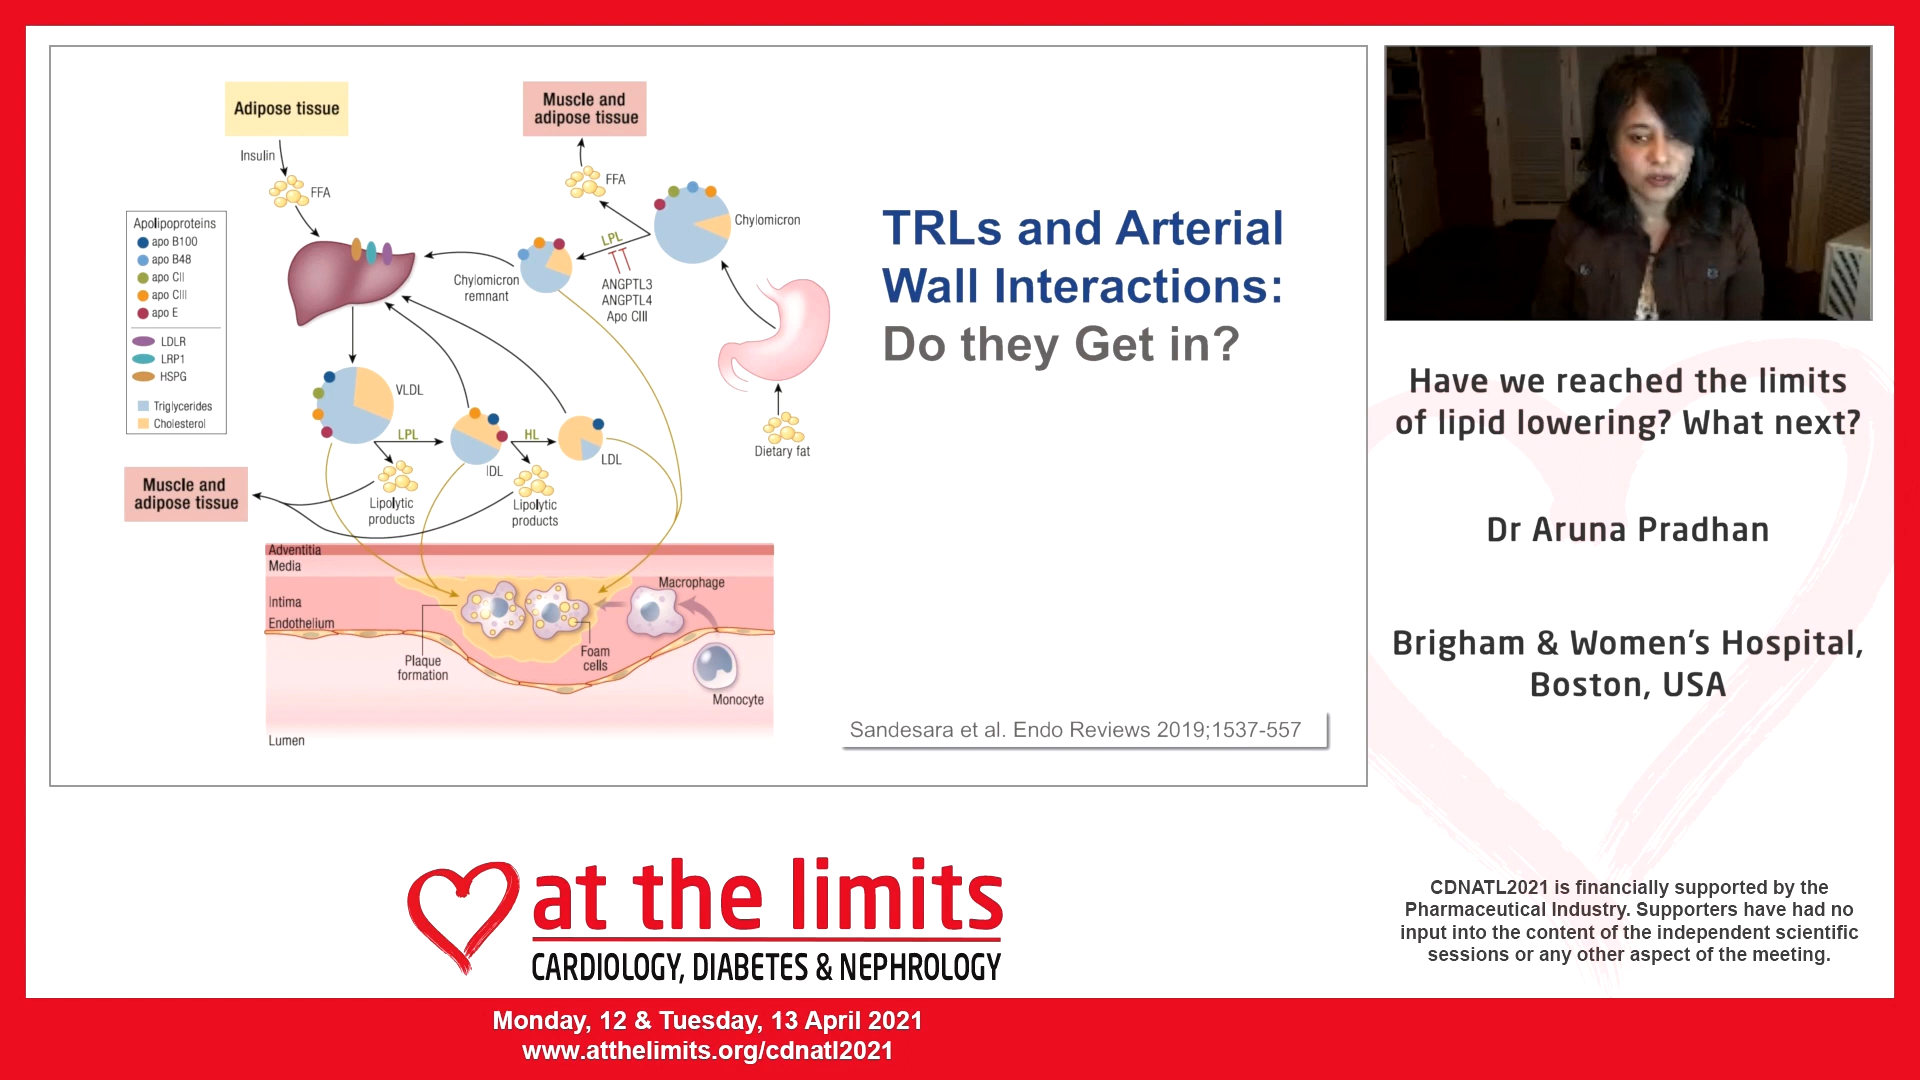 Adipose tissue
Insulin
FFA
Muscle and
adipose tissue
FFA
Chylomicron
LPL
ANGPTL3
ANGPTL4
Apo CIII
Chylomicron
remnant
Apolipoproteins
apo B100
apo B48
apo CII
apo CIII
apo E
LDLR
LRP1
HSPG
Triglycerides
Cholesterol
VLDL
LPL
IDL
HL
LDL
Dietary fat
Lipolytic
products
Lipolytic
products
Muscle and
adipose tissue
Adventitia
Media
Intima
Endothelium
Macrophage
Plaque
formation
Foam
cells
Monocyte
Lumen
TRLs and Arterial
Wall Interactions:
Do they Get in?
Sandesara et al. Endo Reviews 2019;1537-557
Have we reached the limits
of lipid lowering? What next?
Dr Aruna Pradhan
Brigham & Women's Hospital,
Boston, USA
CDNATL2021 is financially supported by the
Pharmaceutical Industry. Supporters have had no
input into the content of the independent scientific
sessions or any other aspect of the meeting.
at the limits
CARDIOLOGY, DIABETES & NEPHROLOGY
Monday, 12 & Tuesday, 13 April 2021
www.atthelimits.org/cdnatl2021